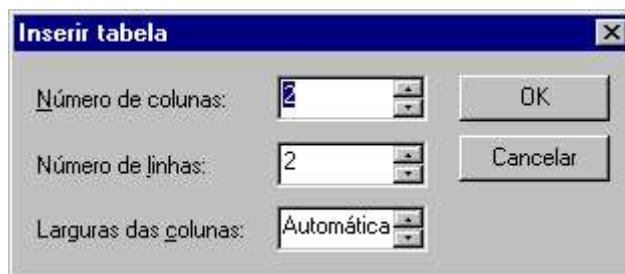 Inserir tabela
Número de colunas: 2 OK
Número de linhas: 2 Cancelar
Larguras das colunas: Automática